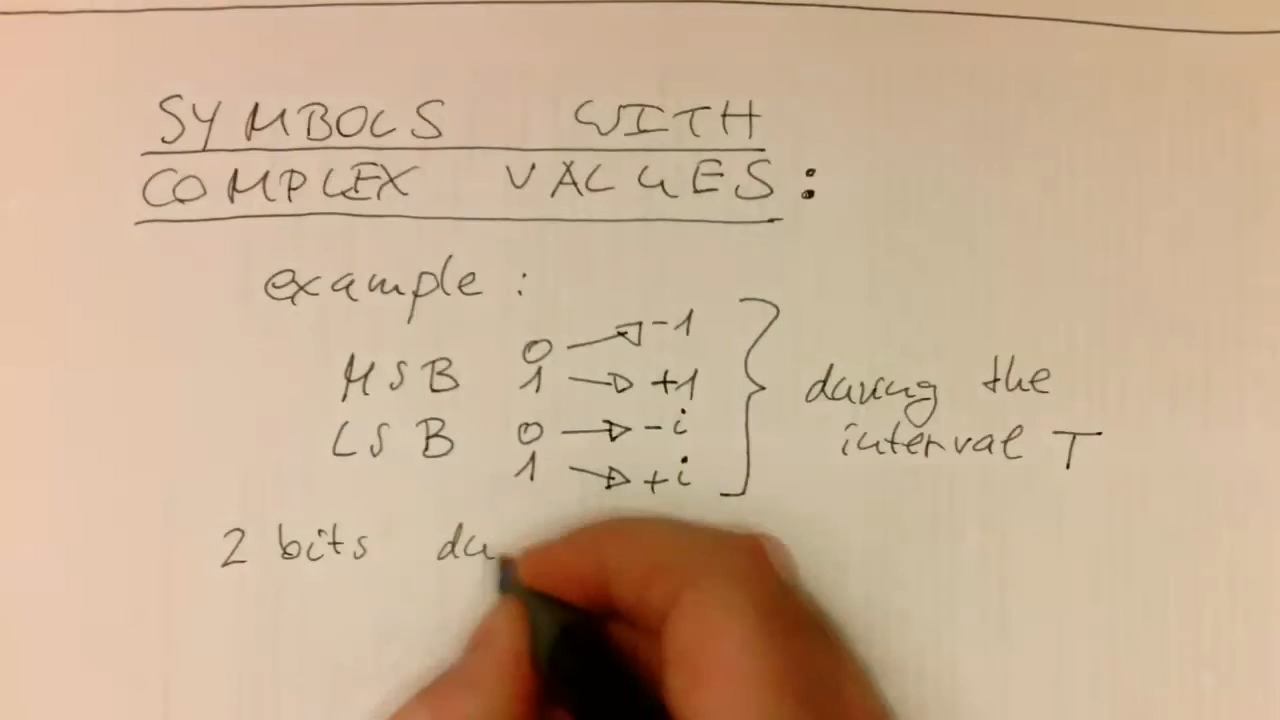 SYMBOLS WITH
COMPLEX VALUES:
example:
MSB 0 → -1
1 → +1
LSB 0 → -i
1 → +i
during the
interval T
2 bits du